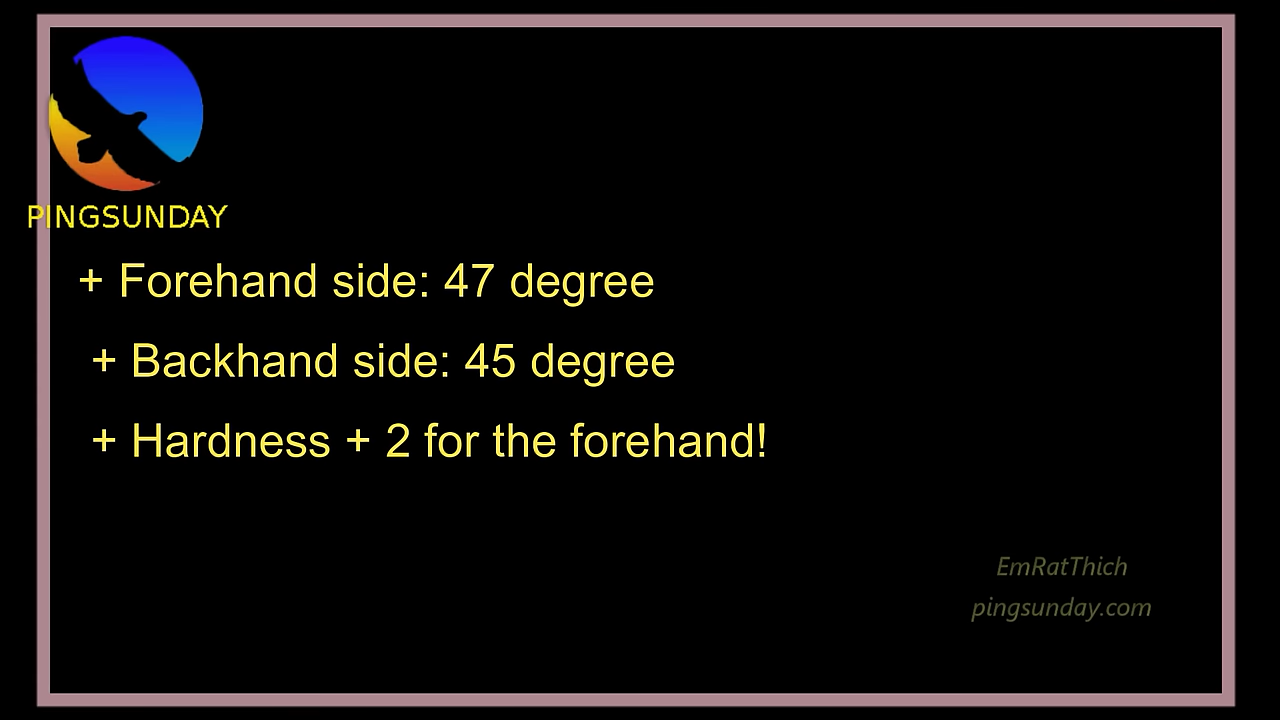 PINGSUNDAY
+ Forehand side: 47 degree
+ Backhand side: 45 degree
+ Hardness + 2 for the forehand!
EmRatThich
pingsunday.com